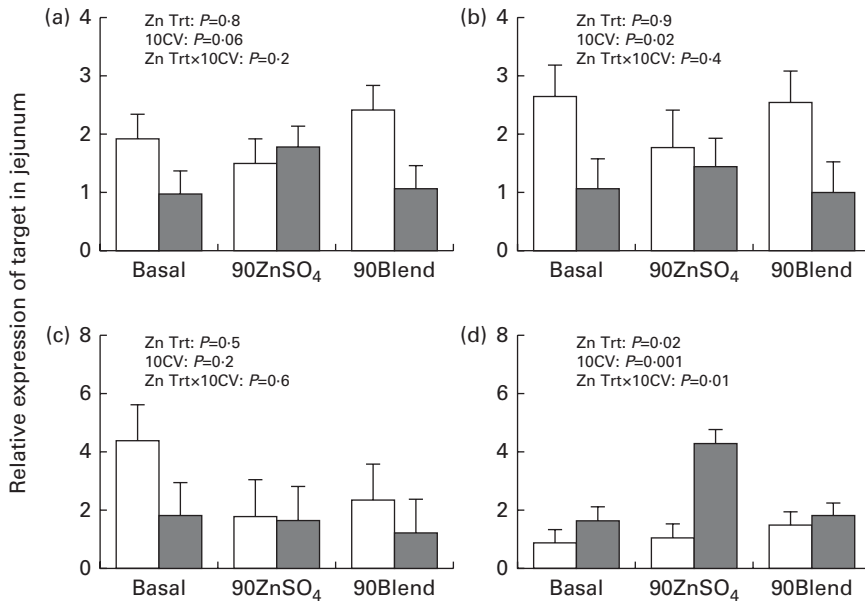 Relative expression of target in jejunum
(a)
4
3
2
1
0
Zn Trt: P=0·8
10CV: P=0·06
Zn Trt×10CV: P=0·2
Basal 90ZnSO₄ 90Blend
(b)
4
3
2
1
0
Zn Trt: P=0·9
10CV: P=0·02
Zn Trt×10CV: P=0·4
Basal 90ZnSO₄ 90Blend
(c)
8
6
4
2
0
Zn Trt: P=0·5
10CV: P=0·2
Zn Trt×10CV: P=0·6
Basal 90ZnSO₄ 90Blend
(d)
8
6
4
2
0
Zn Trt: P=0·02
10CV: P=0·001
Zn Trt×10CV: P=0·01
Basal 90ZnSO₄ 90Blend